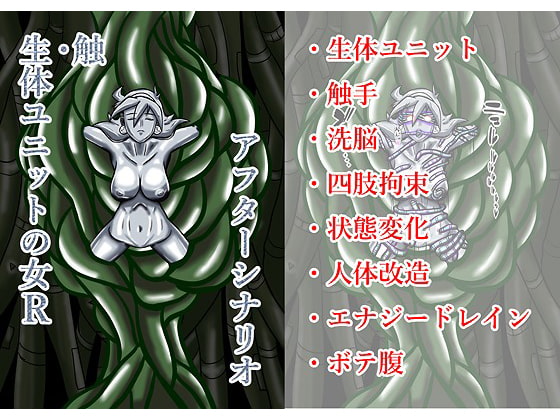 触・
生体ユニットの女R
アフターシナリオ
・生体ユニット
・触手
・洗脳
・四肢拘束
・状態変化
・人体改造
・エナジードレイン
・ボテ腹